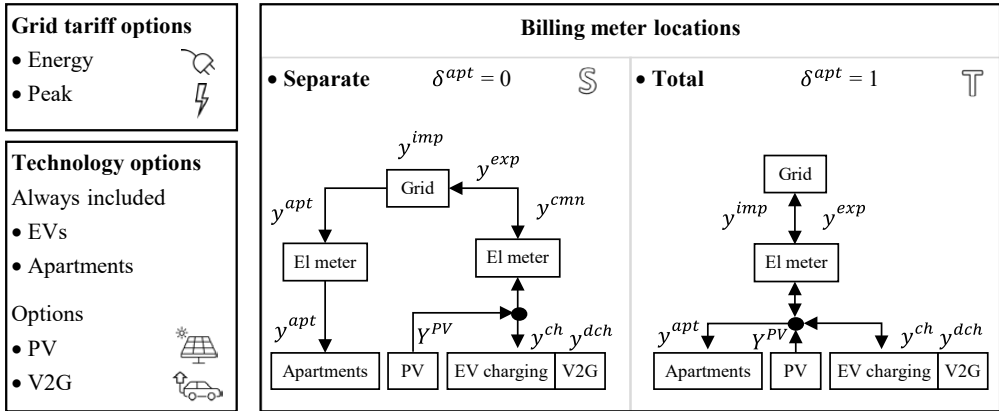 Grid tariff options
• Energy
• Peak
Technology options
Always included
• EVs
• Apartments
Options
• PV
• V2G
Billing meter locations
• Separate δ^{apt} = 0 S
y^{imp}
y^{exp}
Grid
y^{apt}
y^{cmn}
El meter
El meter
y^{apt}
Y^{PV}
y^{ch} y^{dch}
Apartments
PV
EV charging
V2G
• Total δ^{apt} = 1 T
Grid
y^{imp} y^{exp}
El meter
y^{apt}
Y^{PV}
y^{ch} y^{dch}
Apartments
PV
EV charging
V2G